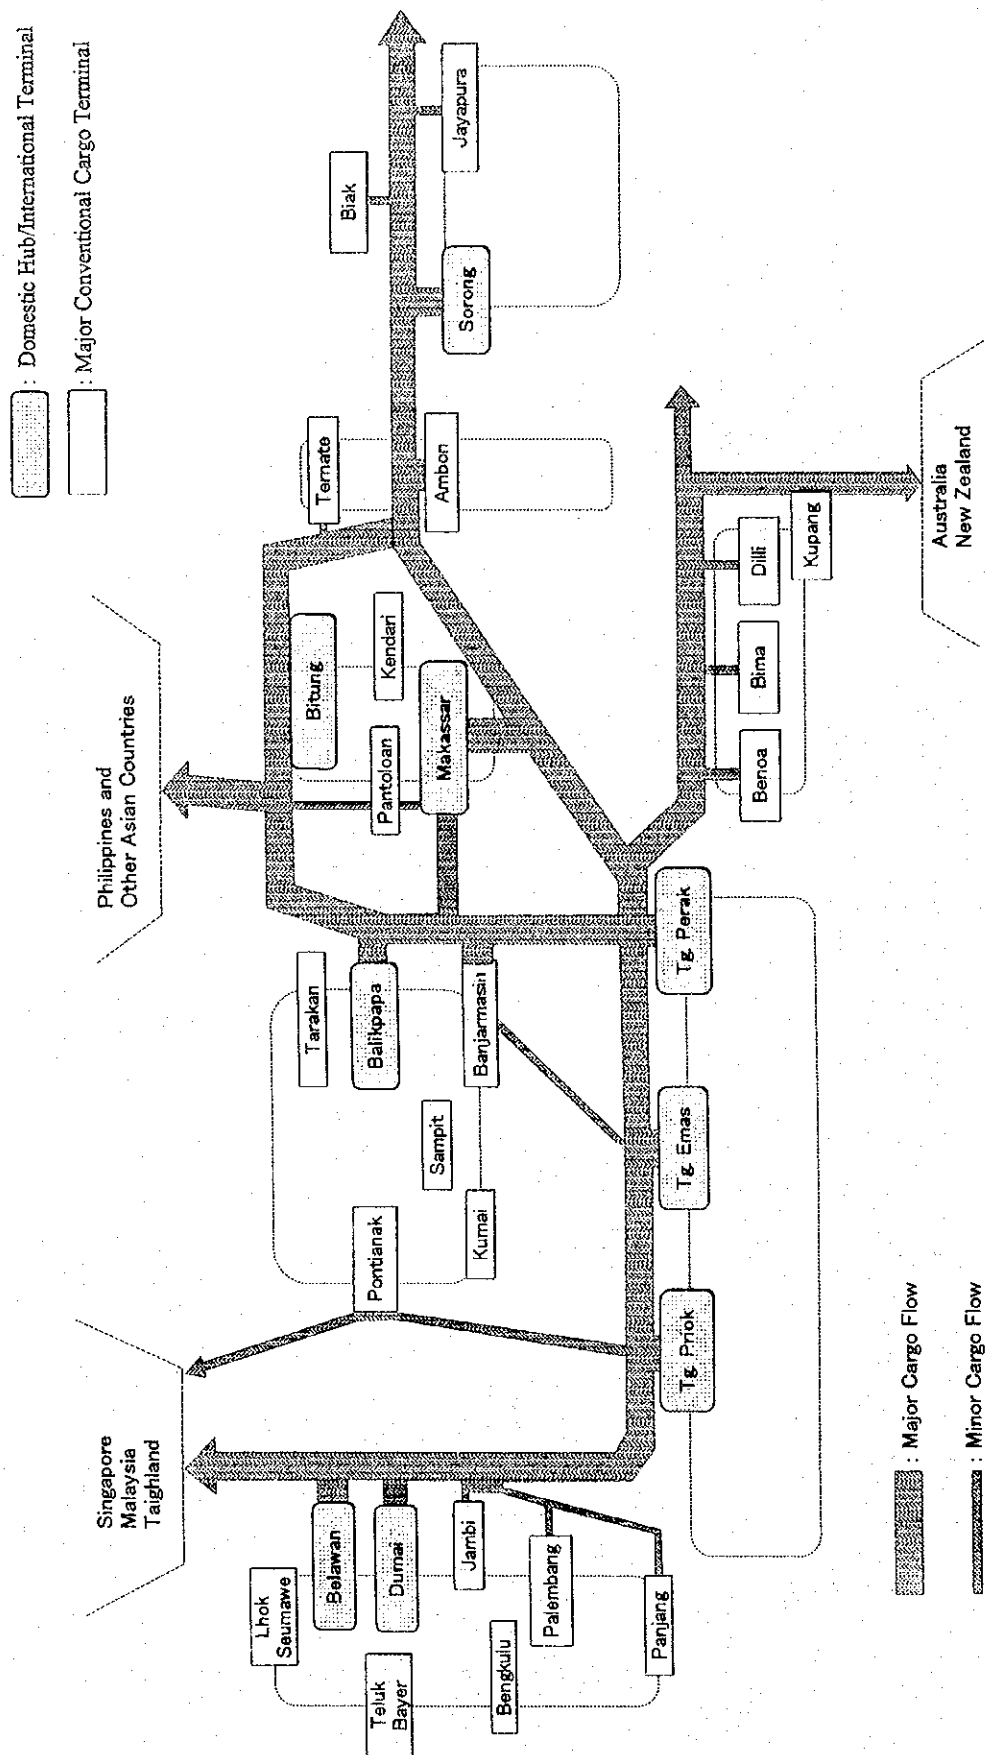 : Domestic Hub/International Terminal
: Major Conventional Cargo Terminal
Singapore
Malaysia
Taighland
Philippines and
Other Asian Countries
Lhok
Seumawe
Belawan
Teluk
Bayer
Dumai
Jambi
Bengkulu
Palembang
Panjang
Pontianak
Tarakan
Balikpapa
Sampit
Kumai
Banjarmasin
Bitung
Pantoloan
Kendari
Makassar
Ternate
Ambon
Biak
Sorong
Jayapura
Tg. Priok
Tg. Emas
Tg. Perak
Benoa
Bima
Dilli
Kupang
Australia
New Zealand
: Major Cargo Flow
: Minor Cargo Flow